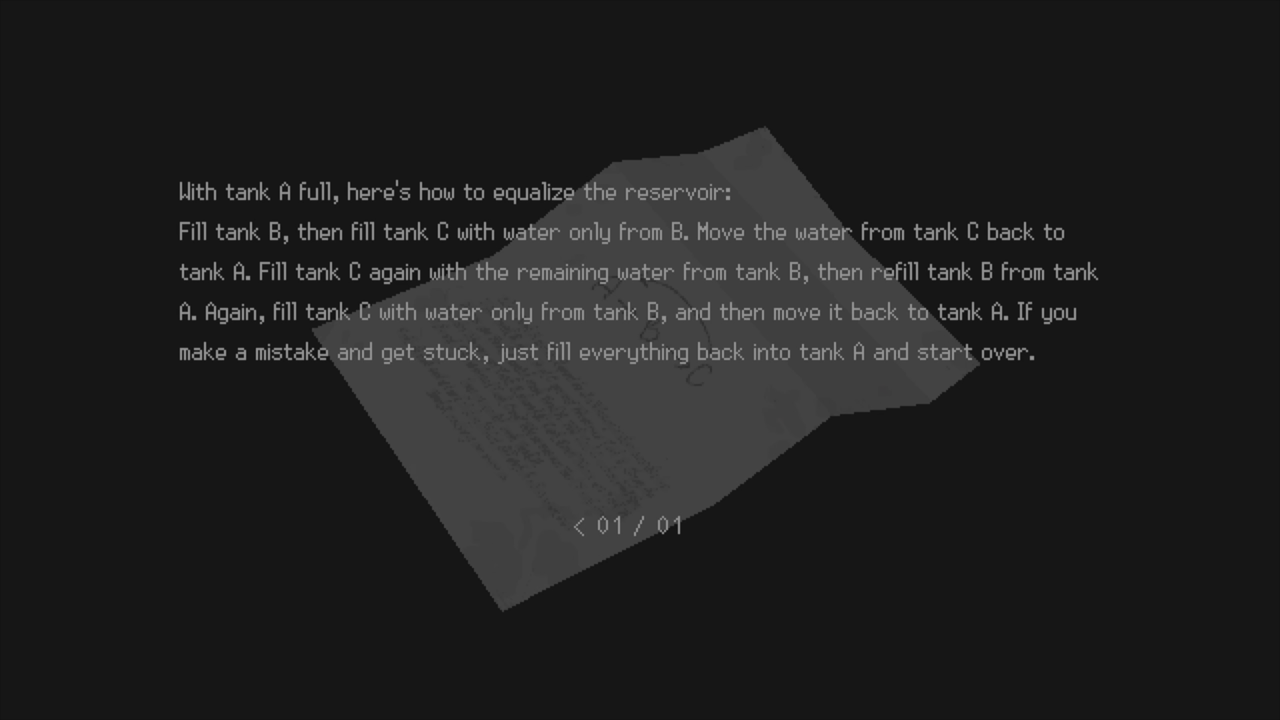 With tank A full, here's how to equalize the reservoir:
Fill tank B, then fill tank C with water only from B. Move the water from tank C back to
tank A. Fill tank C again with the remaining water from tank B, then refill tank B from tank
A. Again, fill tank C with water only from tank B, and then move it back to tank A. If you
make a mistake and get stuck, just fill everything back into tank A and start over.
A
b
C
< 01 / 01